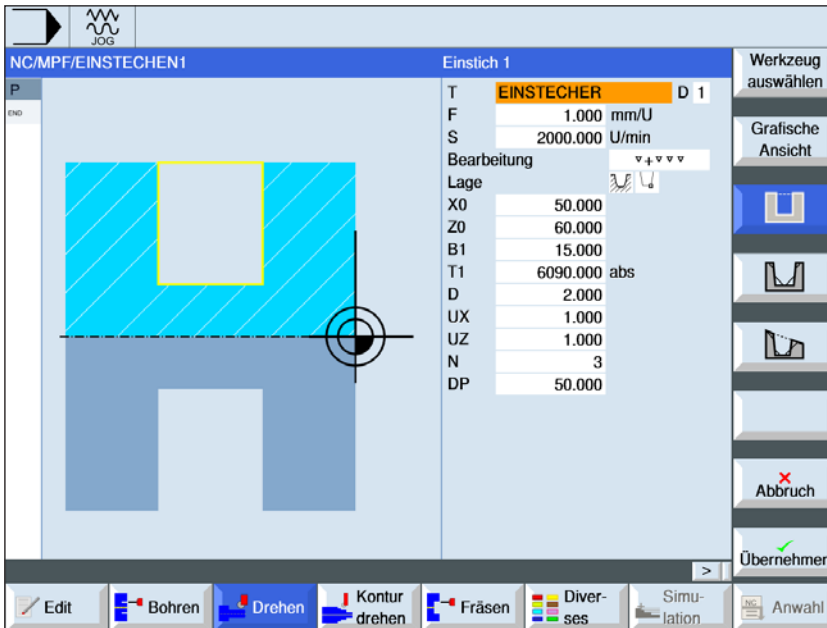 JOG
NC/MPF/EINSTECHEN1
Einstich 1
P
END
T EINSTECHER D 1
F 1.000 mm/U
S 2000.000 U/min
Bearbeitung
Lage
X0 50.000
Z0 60.000
B1 15.000
T1 6090.000 abs
D 2.000
UX 1.000
UZ 1.000
N 3
DP 50.000
Werkzeug
auswählen
Grafische
Ansicht
Abbruch
Übernehmen
>
Edit
Bohren
Drehen
Kontur
drehen
Fräsen
Diver-
ses
Simu-
lation
NC
Anwahl